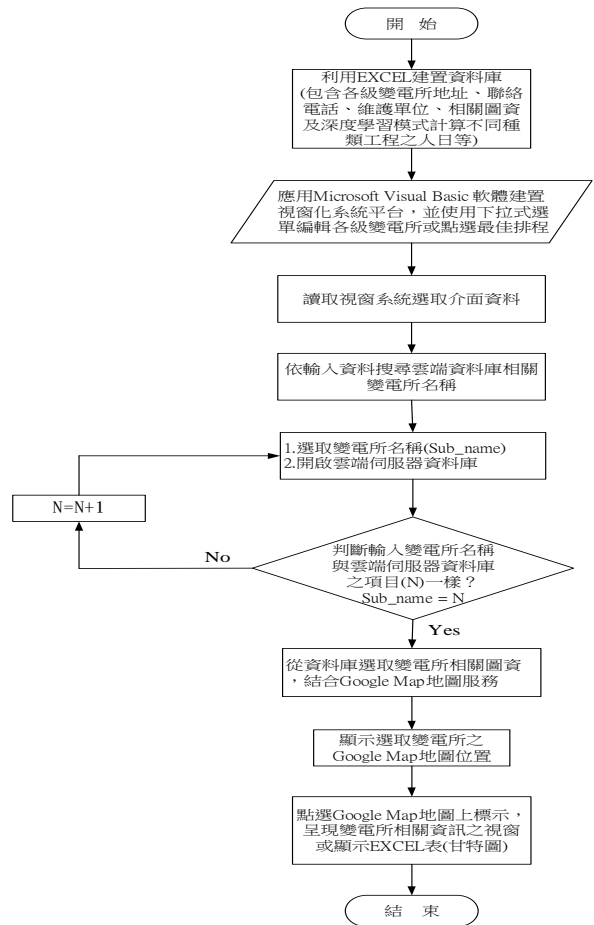 開 始
利用EXCEL建置資料庫
(包含各級變電所地址、聯絡
電話、維護單位、相關圖資
及深度學習模式計算不同種
類工程之人日等)
應用Microsoft Visual Basic 軟體建置
視窗化系統平台，並使用下拉式選
單編輯各級變電所或點選最佳排程
讀取視窗系統選取介面資料
依輸入資料搜尋雲端資料庫相關
變電所名稱
1.選取變電所名稱(Sub_name)
2.開啟雲端伺服器資料庫
N=N+1
No
判斷輸入變電所名稱
與雲端伺服器資料庫
之項目(N)一樣？
Sub_name = N
Yes
從資料庫選取變電所相關圖資
，結合Google Map地圖服務
顯示選取變電所之
Google Map地圖位置
點選Google Map地圖上標示，
呈現變電所相關資訊之視窗
或顯示EXCEL表(甘特圖)
結 束